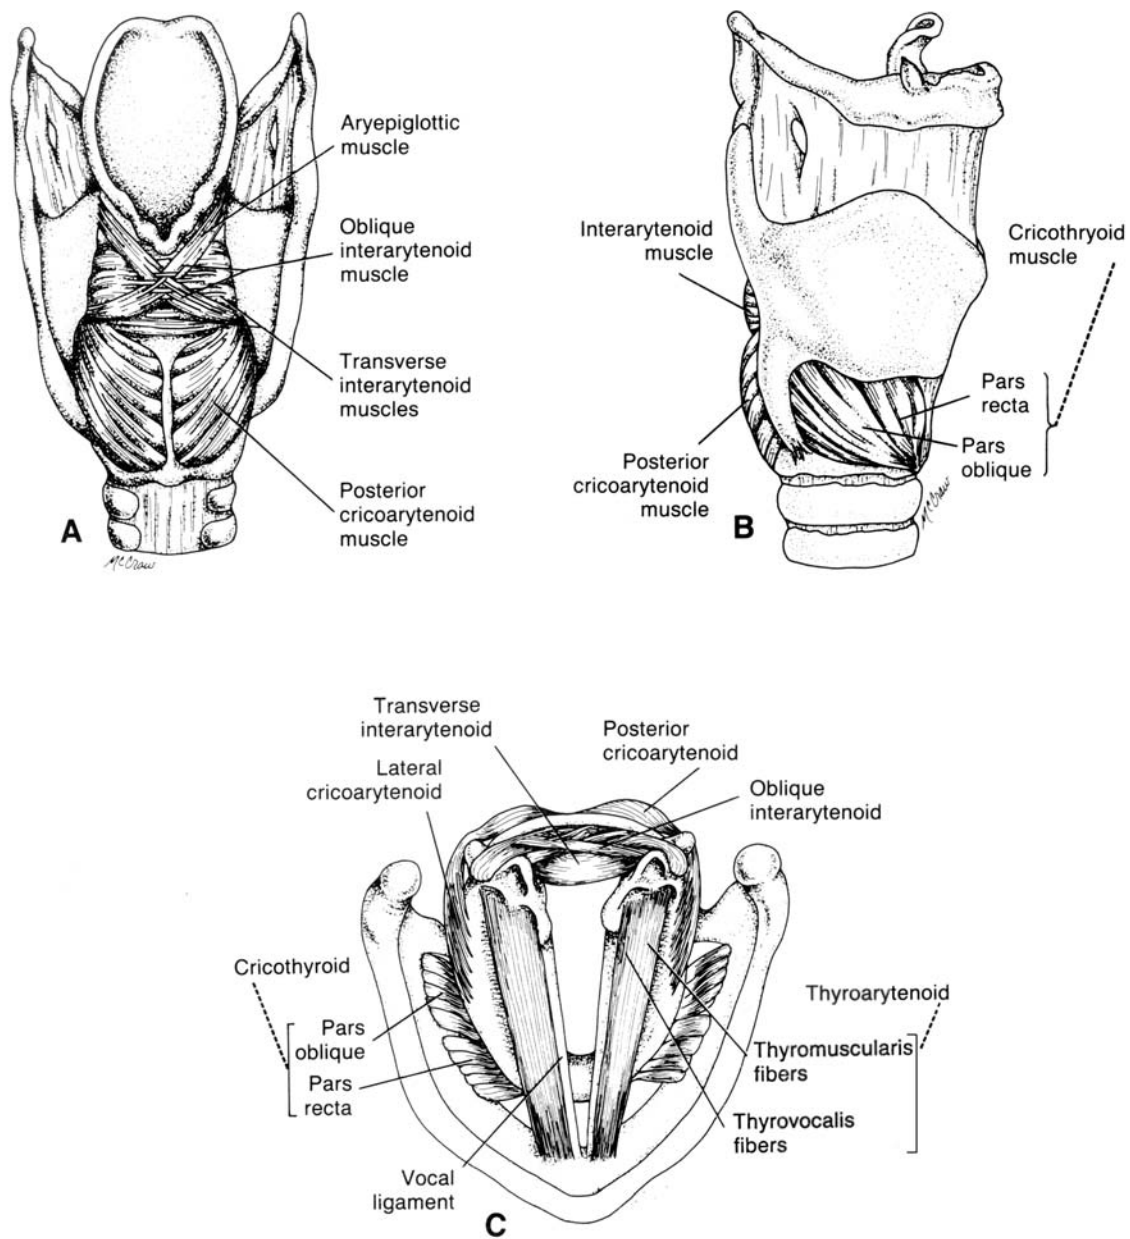 Aryepiglottic
muscle
Oblique
interarytenoid
muscle
Transverse
interarytenoid
muscles
Posterior
cricoarytenoid
muscle
A
McCraw
Interarytenoid
muscle
Cricothryoid
muscle
Pars
recta
Pars
oblique
Posterior
cricoarytenoid
muscle
B
McCraw
Transverse
interarytenoid
Posterior
cricoarytenoid
Lateral
cricoarytenoid
Oblique
interarytenoid
Cricothyroid
Pars
oblique
Pars
recta
Thyroarytenoid
Thyromuscularis
fibers
Thyrovocalis
fibers
Vocal
ligament
C